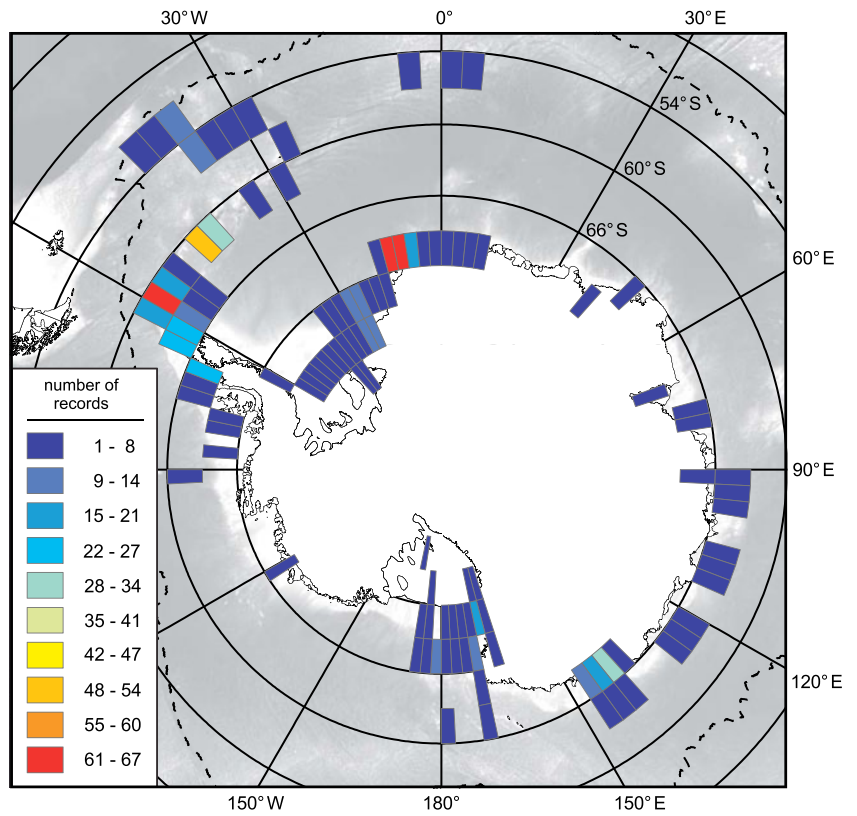 30° W 0° 30° E
54° S
60° S
66° S
60° E
number of
records
1 - 8
9 - 14
15 - 21
22 - 27
28 - 34
35 - 41
42 - 47
48 - 54
55 - 60
61 - 67
90° E
120° E
150° W 180° 150° E